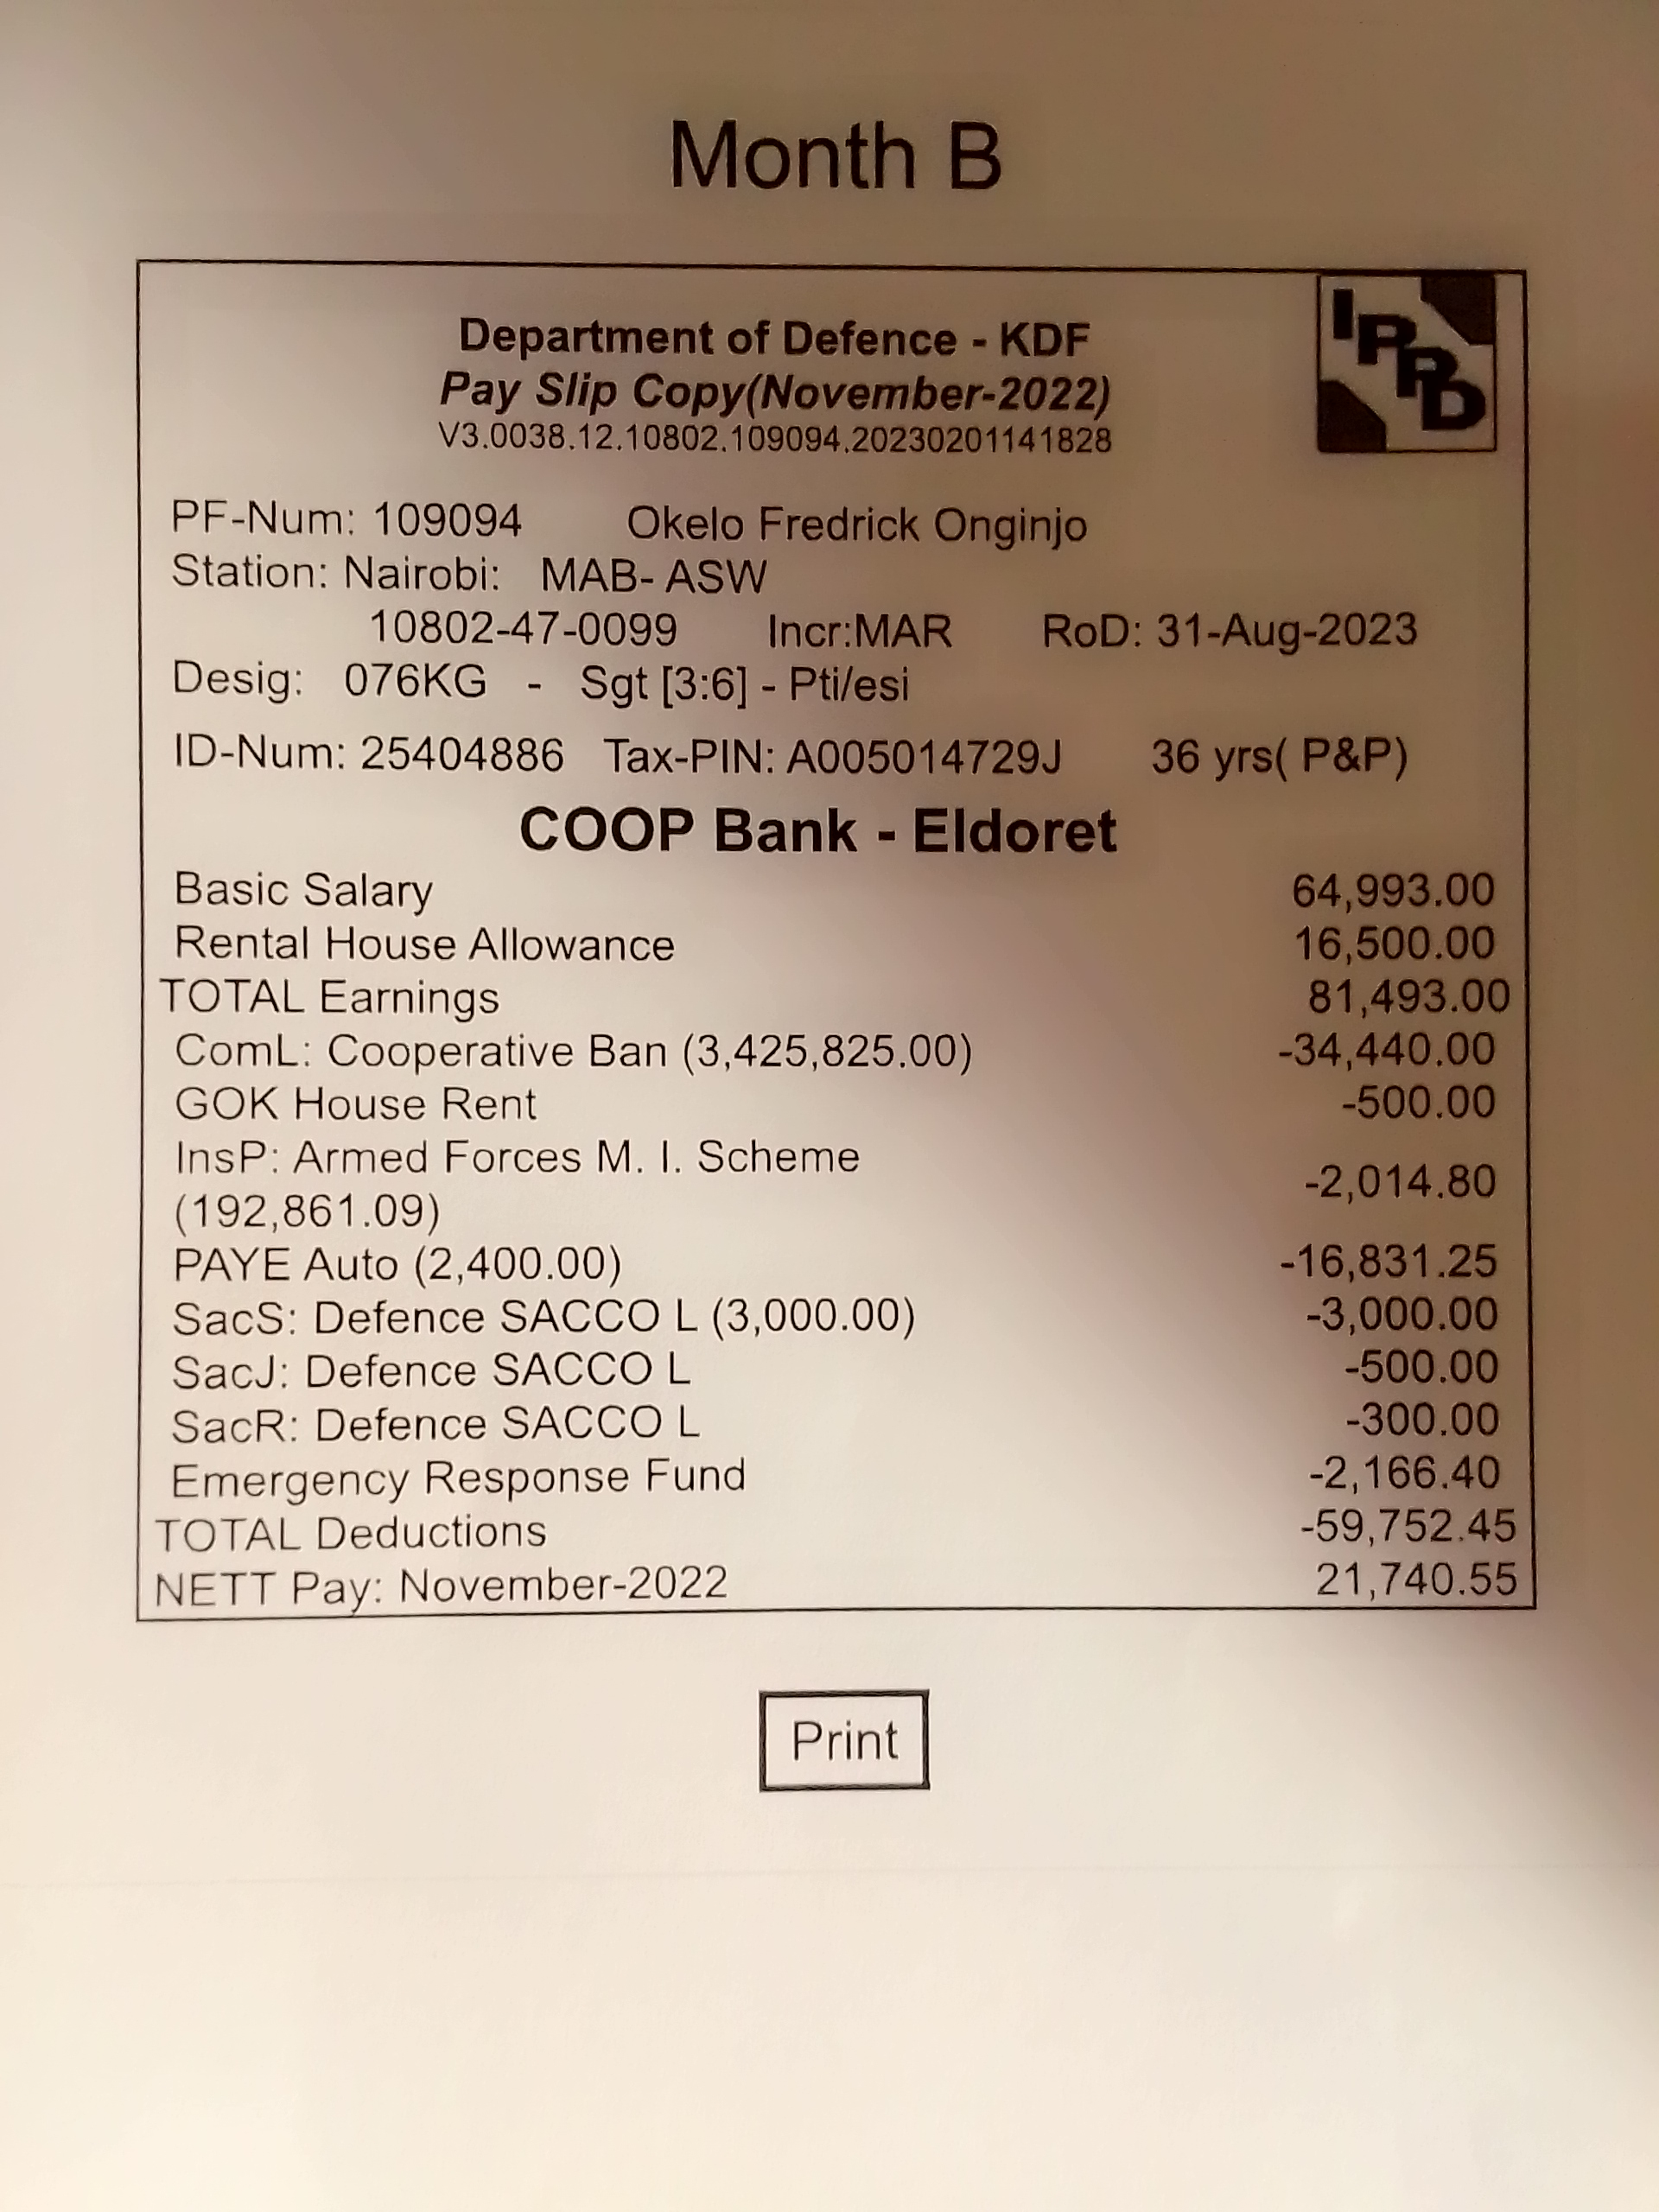 Month B
IPPD
Department of Defence - KDF
Pay Slip Copy(November-2022)
V3.0038.12.10802.109094.20230201141828
PF-Num: 109094 Okelo Fredrick Onginjo
Station: Nairobi: MAB- ASW
10802-47-0099 Incr:MAR RoD: 31-Aug-2023
Desig: 076KG - Sgt [3:6] - Pti/esi
ID-Num: 25404886 Tax-PIN: A005014729J 36 yrs( P&P)
COOP Bank - Eldoret
Basic Salary 64,993.00
Rental House Allowance 16,500.00
TOTAL Earnings 81,493.00
ComL: Cooperative Ban (3,425,825.00) -34,440.00
GOK House Rent -500.00
InsP: Armed Forces M. I. Scheme
(192,861.09) -2,014.80
PAYE Auto (2,400.00) -16,831.25
SacS: Defence SACCO L (3,000.00) -3,000.00
SacJ: Defence SACCO L -500.00
SacR: Defence SACCO L -300.00
Emergency Response Fund -2,166.40
TOTAL Deductions -59,752.45
NETT Pay: November-2022 21,740.55
Print